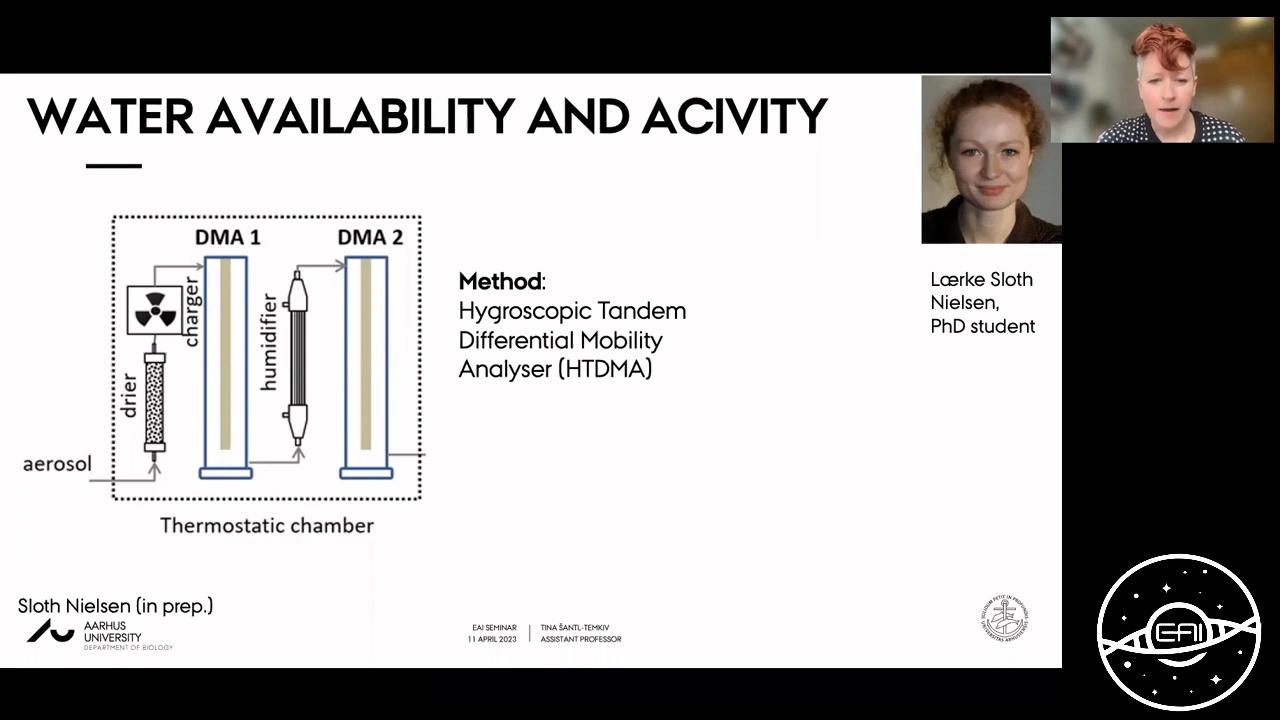 WATER AVAILABILITY AND ACIVITY
DMA 1
DMA 2
charger
humidifier
drier
aerosol
Thermostatic chamber
Method:
Hygroscopic Tandem
Differential Mobility
Analyser (HTDMA)
Lærke Sloth
Nielsen,
PhD student
Sloth Nielsen (in prep.)
AARHUS
UNIVERSITY
DEPARTMENT OF BIOLOGY
EAI SEMINAR
11 APRIL 2023
TINA ŠANTL-TEMKIV
ASSISTANT PROFESSOR
EAI